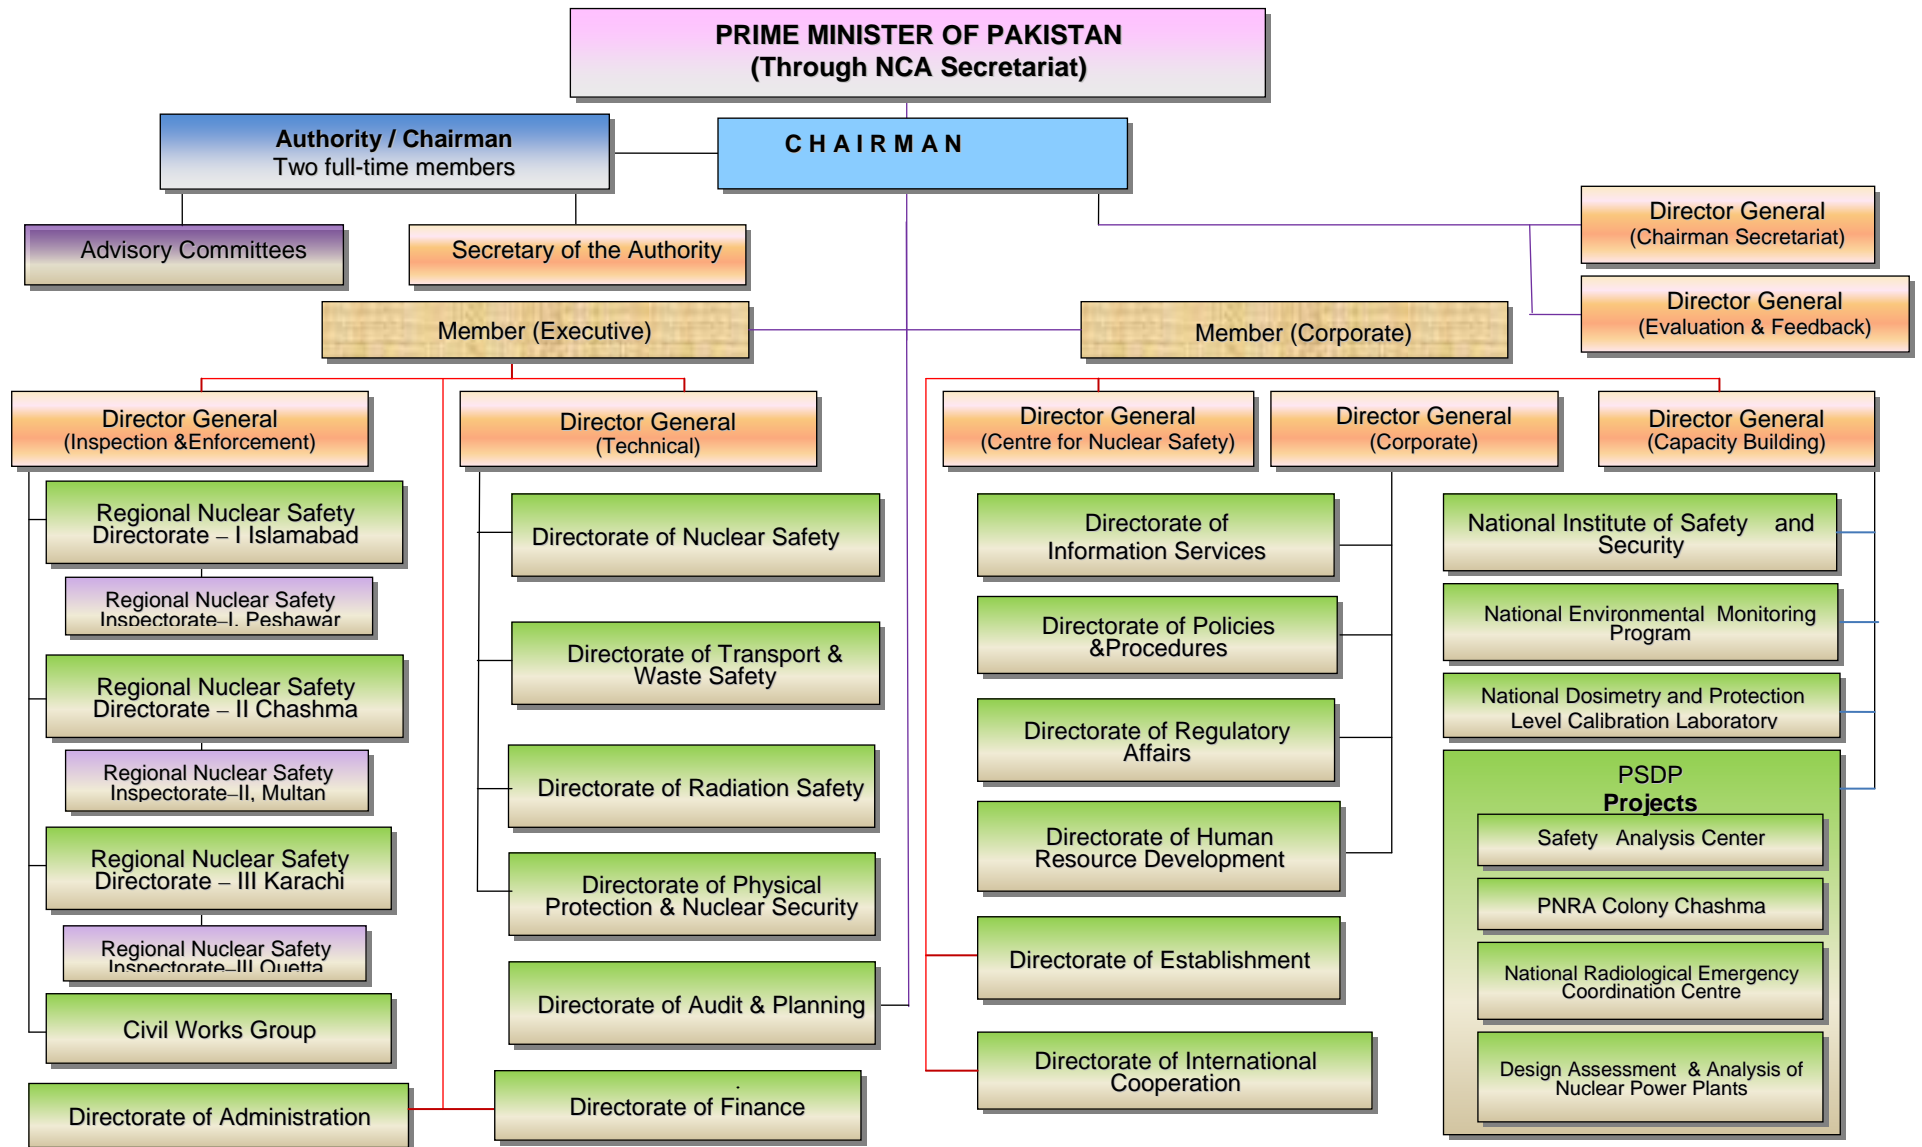 PRIME MINISTER OF PAKISTAN
(Through NCA Secretariat)
Authority / Chairman
Two full-time members
C H A I R M A N
Advisory Committees
Secretary of the Authority
Director General
(Chairman Secretariat)
Director General
(Evaluation & Feedback)
Member (Executive)
Member (Corporate)
Director General
(Inspection &Enforcement)
Director General
(Technical)
Director General
(Centre for Nuclear Safety)
Director General
(Corporate)
Director General
(Capacity Building)
Regional Nuclear Safety
Directorate – I Islamabad
Regional Nuclear Safety
Inspectorate–I, Peshawar
Regional Nuclear Safety
Directorate – II Chashma
Regional Nuclear Safety
Inspectorate–II, Multan
Regional Nuclear Safety
Directorate – III Karachi
Regional Nuclear Safety
Inspectorate–III Quetta
Civil Works Group
Directorate of Administration
Directorate of Nuclear Safety
Directorate of Transport &
Waste Safety
Directorate of Radiation Safety
Directorate of Physical
Protection & Nuclear Security
Directorate of Audit & Planning
Directorate of Finance
Directorate of
Information Services
Directorate of Policies
&Procedures
Directorate of Regulatory
Affairs
Directorate of Human
Resource Development
Directorate of Establishment
Directorate of International
Cooperation
National Institute of Safety and
Security
National Environmental Monitoring
Program
National Dosimetry and Protection
Level Calibration Laboratory
PSDP
Projects
Safety Analysis Center
PNRA Colony Chashma
National Radiological Emergency
Coordination Centre
Design Assessment & Analysis of
Nuclear Power Plants